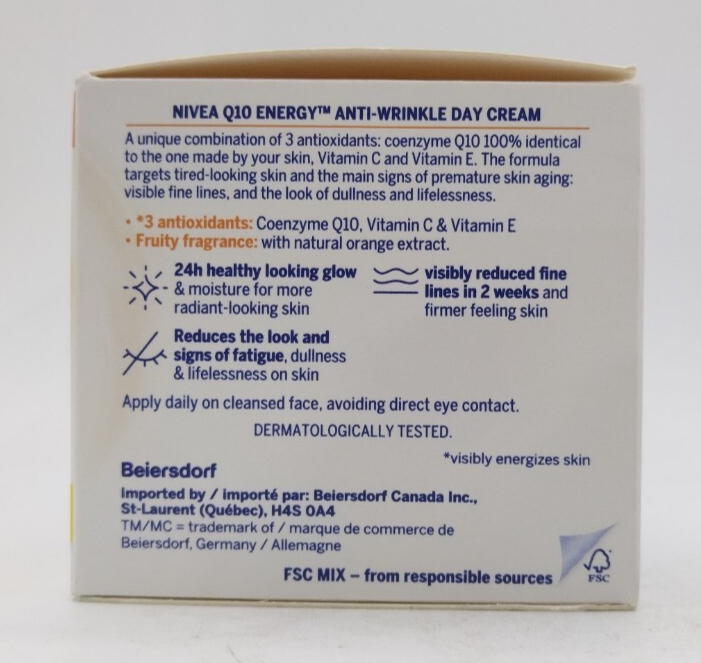 NIVEA Q10 ENERGY™ ANTI-WRINKLE DAY CREAM
A unique combination of 3 antioxidants: coenzyme Q10 100% identical
to the one made by your skin, Vitamin C and Vitamin E. The formula
targets tired-looking skin and the main signs of premature skin aging:
visible fine lines, and the look of dullness and lifelessness.
• *3 antioxidants: Coenzyme Q10, Vitamin C & Vitamin E
• Fruity fragrance: with natural orange extract.
24h healthy looking glow
& moisture for more
radiant-looking skin
visibly reduced fine
lines in 2 weeks and
firmer feeling skin
Reduces the look and
signs of fatigue, dullness
& lifelessness on skin
Apply daily on cleansed face, avoiding direct eye contact.
DERMATOLOGICALLY TESTED.
*visibly energizes skin
Beiersdorf
Imported by / importé par: Beiersdorf Canada Inc.,
St-Laurent (Québec), H4S 0A4
TM/MC = trademark of / marque de commerce de
Beiersdorf, Germany / Allemagne
FSC MIX – from responsible sources
FSC